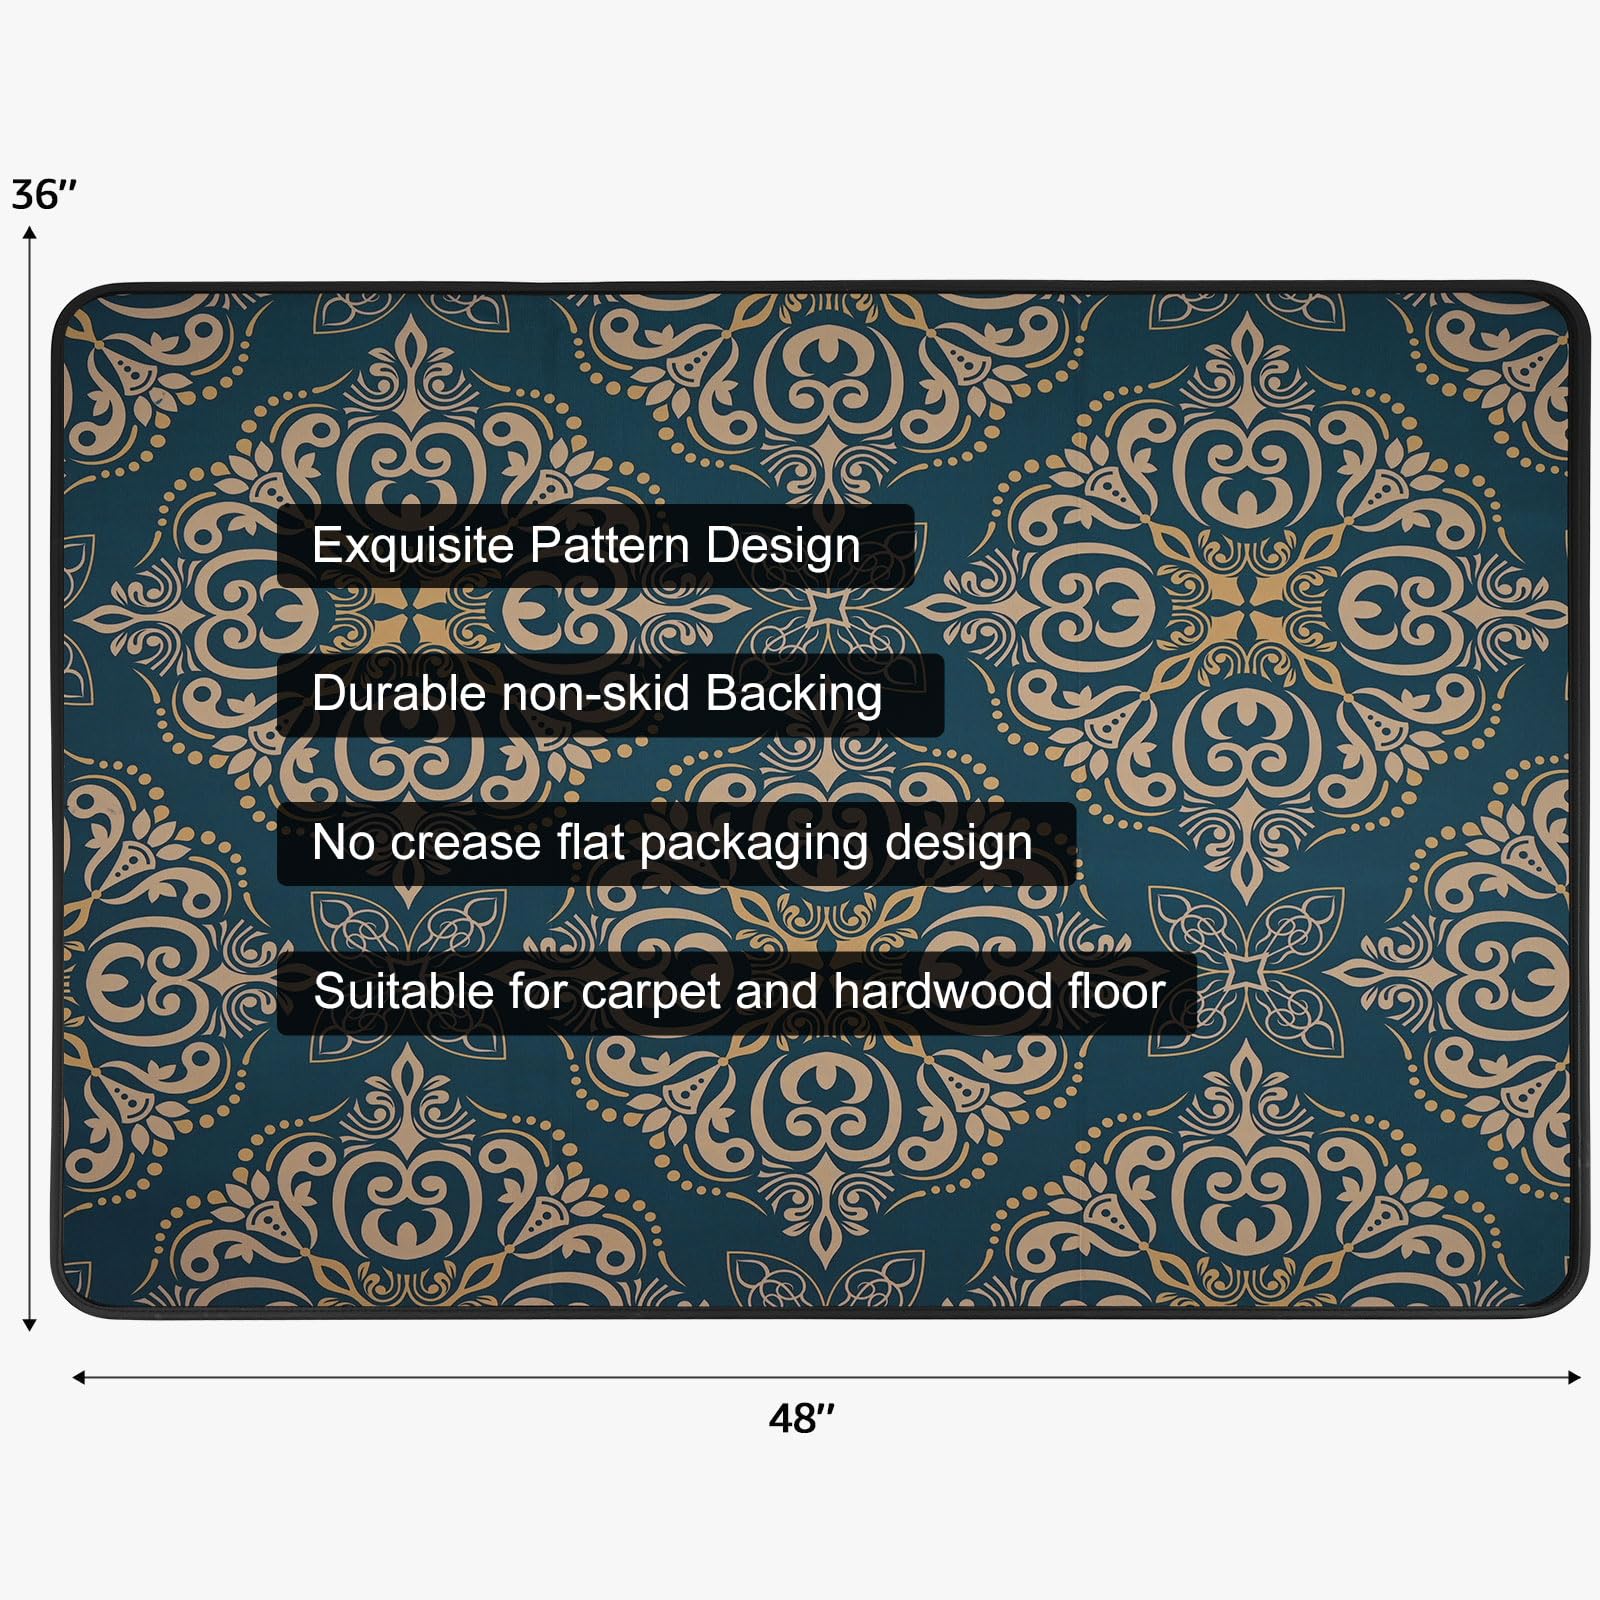 36″
Exquisite Pattern Design
Durable non-skid Backing
No crease flat packaging design
Suitable for carpet and hardwood floor
48″